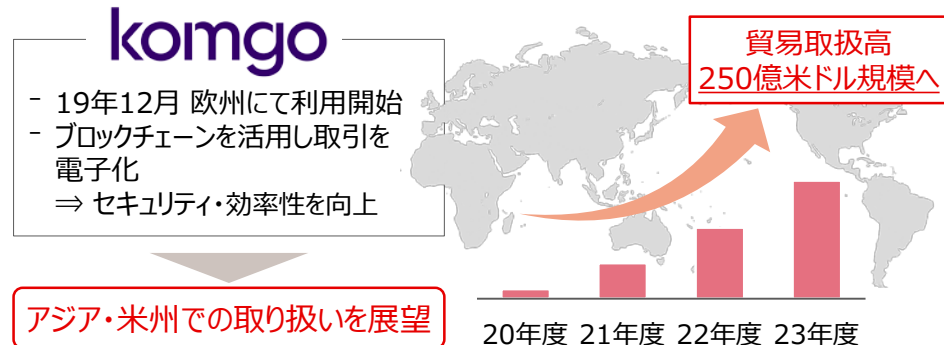 komgo
- 19年12月 欧州にて利用開始
- ブロックチェーンを活用し取引を
電子化
⇒ セキュリティ・効率性を向上
アジア・米州での取り扱いを展望
貿易取扱高
250億米ドル規模へ
20年度 21年度 22年度 23年度